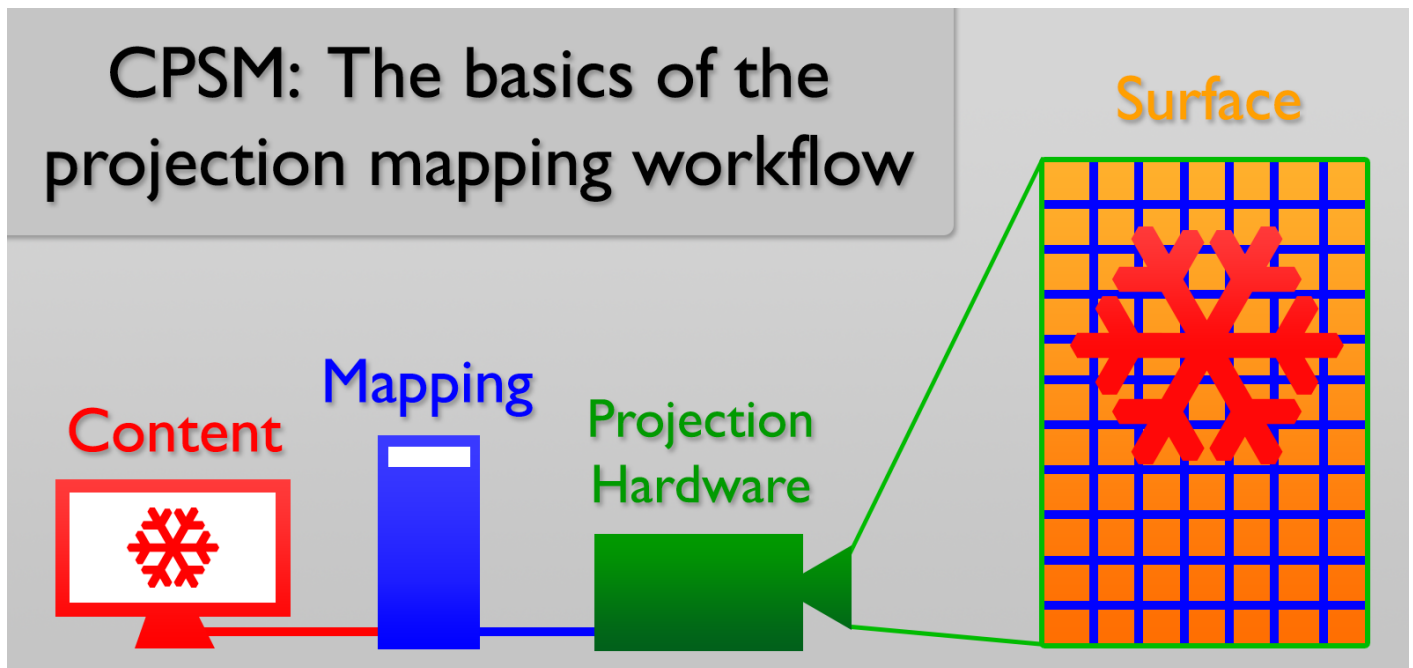 CPSM: The basics of the
projection mapping workflow
Surface
Mapping
Content
Projection
Hardware